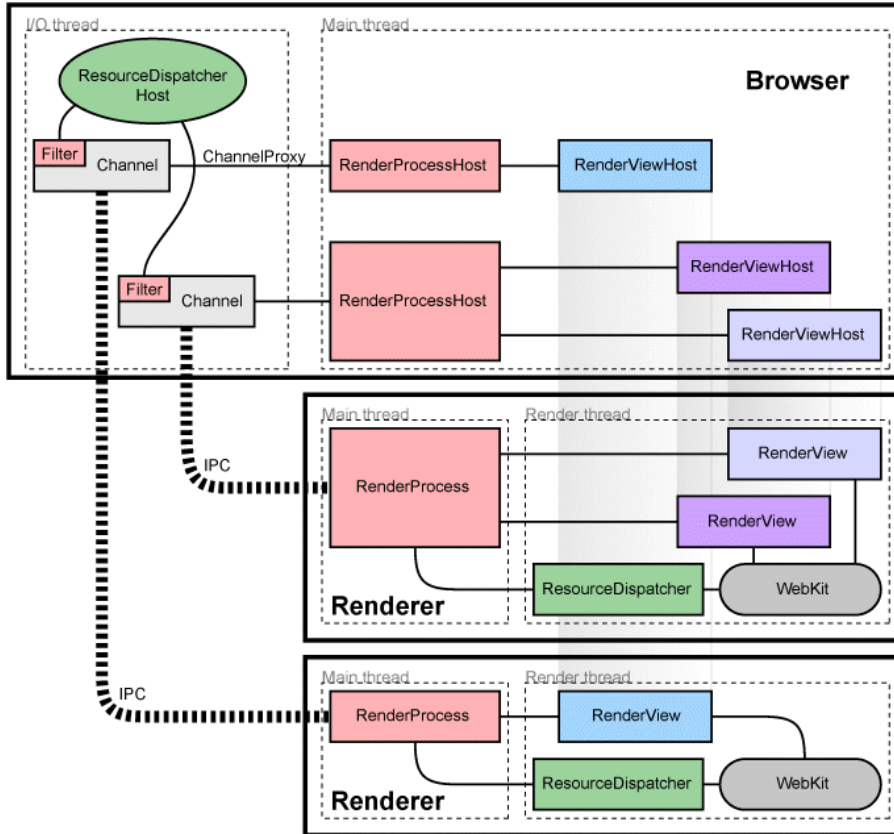 I/O thread
Main thread
ResourceDispatcher
Host
Browser
Filter
Channel
ChannelProxy
RenderProcessHost
RenderViewHost
Filter
Channel
RenderProcessHost
RenderViewHost
RenderViewHost
Main thread
Render thread
IPC
RenderProcess
RenderView
RenderView
ResourceDispatcher
WebKit
Renderer
Main thread
Render thread
IPC
RenderProcess
RenderView
ResourceDispatcher
WebKit
Renderer